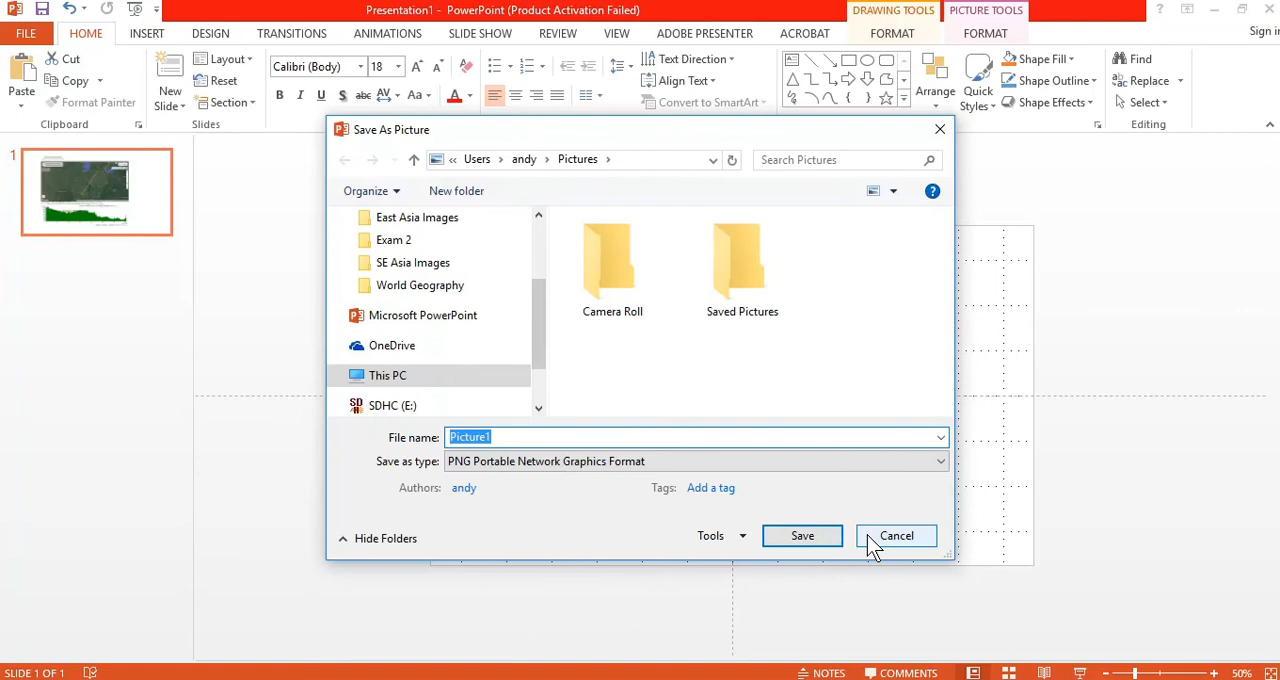 Presentation1 - PowerPoint (Product Activation Failed)
DRAWING TOOLS
PICTURE TOOLS
FILE HOME INSERT DESIGN TRANSITIONS ANIMATIONS SLIDE SHOW REVIEW VIEW ADOBE PRESENTER ACROBAT FORMAT FORMAT Sign in
Paste
Cut
Copy
Format Painter
Clipboard
New Slide
Layout
Reset
Section
Slides
Calibri (Body) 18
B I U S abc AV Aa A
Text Direction
Align Text
Convert to SmartArt
Arrange
Quick Styles
Shape Fill
Shape Outline
Shape Effects
Find
Replace
Select
Editing
1
Save As Picture
« Users > andy > Pictures >
Search Pictures
Organize
New folder
East Asia Images
Exam 2
SE Asia Images
World Geography
Microsoft PowerPoint
OneDrive
This PC
SDHC (E:)
Camera Roll
Saved Pictures
File name: Picture1
Save as type: PNG Portable Network Graphics Format
Authors: andy
Tags: Add a tag
Hide Folders
Tools
Save
Cancel
SLIDE 1 OF 1
NOTES
COMMENTS
50%